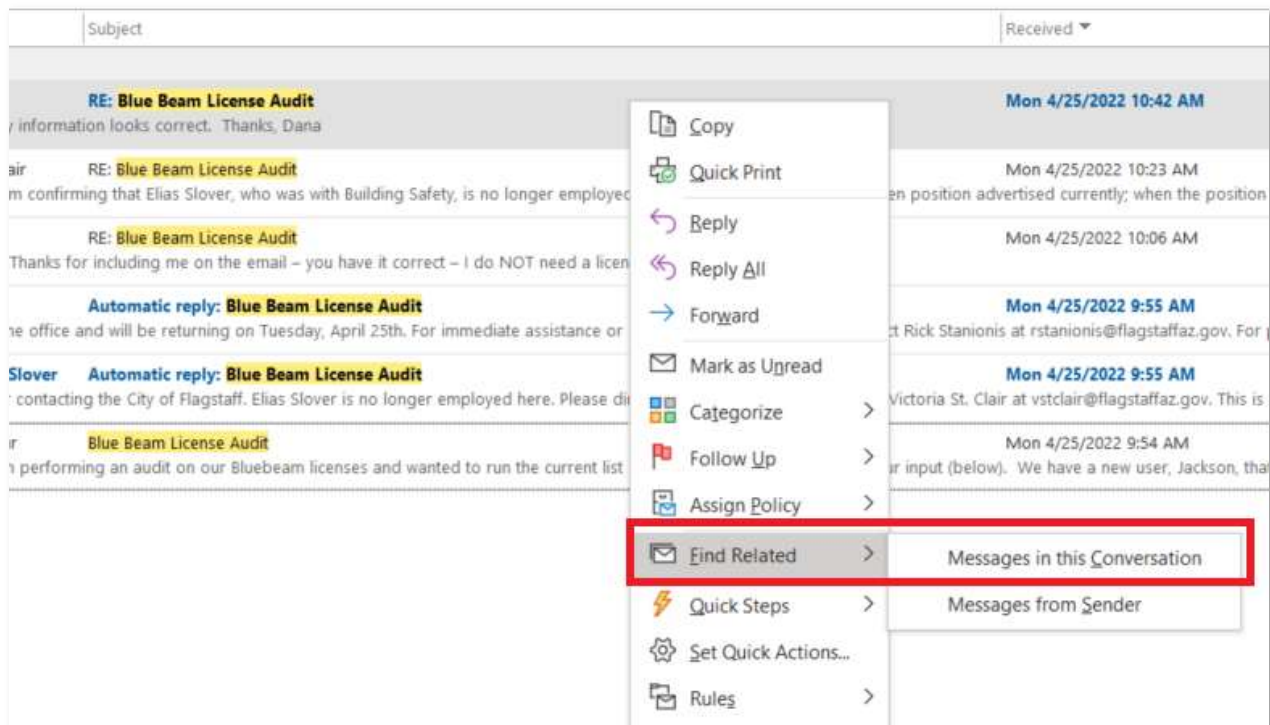 Subject Received
RE: Blue Beam License Audit Mon 4/25/2022 10:42 AM
information looks correct. Thanks, Dana
air RE: Blue Beam License Audit Mon 4/25/2022 10:23 AM
m confirming that Elias Slover, who was with Building Safety, is no longer employed en position advertised currently; when the position
RE: Blue Beam License Audit Mon 4/25/2022 10:06 AM
Thanks for including me on the email – you have it correct – I do NOT need a licen
Automatic reply: Blue Beam License Audit Mon 4/25/2022 9:55 AM
ne office and will be returning on Tuesday, April 25th. For immediate assistance or ct Rick Stanionis at rstanionis@flagstaffaz.gov. For
Slover Automatic reply: Blue Beam License Audit Mon 4/25/2022 9:55 AM
contacting the City of Flagstaff. Elias Slover is no longer employed here. Please di Victoria St. Clair at vstclair@flagstaffaz.gov. This is
Blue Beam License Audit Mon 4/25/2022 9:54 AM
performing an audit on our Bluebeam licenses and wanted to run the current list r input (below). We have a new user, Jackson, tha
Copy
Quick Print
Reply
Reply All
Forward
Mark as Unread
Categorize
Follow Up
Assign Policy
Find Related
Messages in this Conversation
Messages from Sender
Quick Steps
Set Quick Actions...
Rules